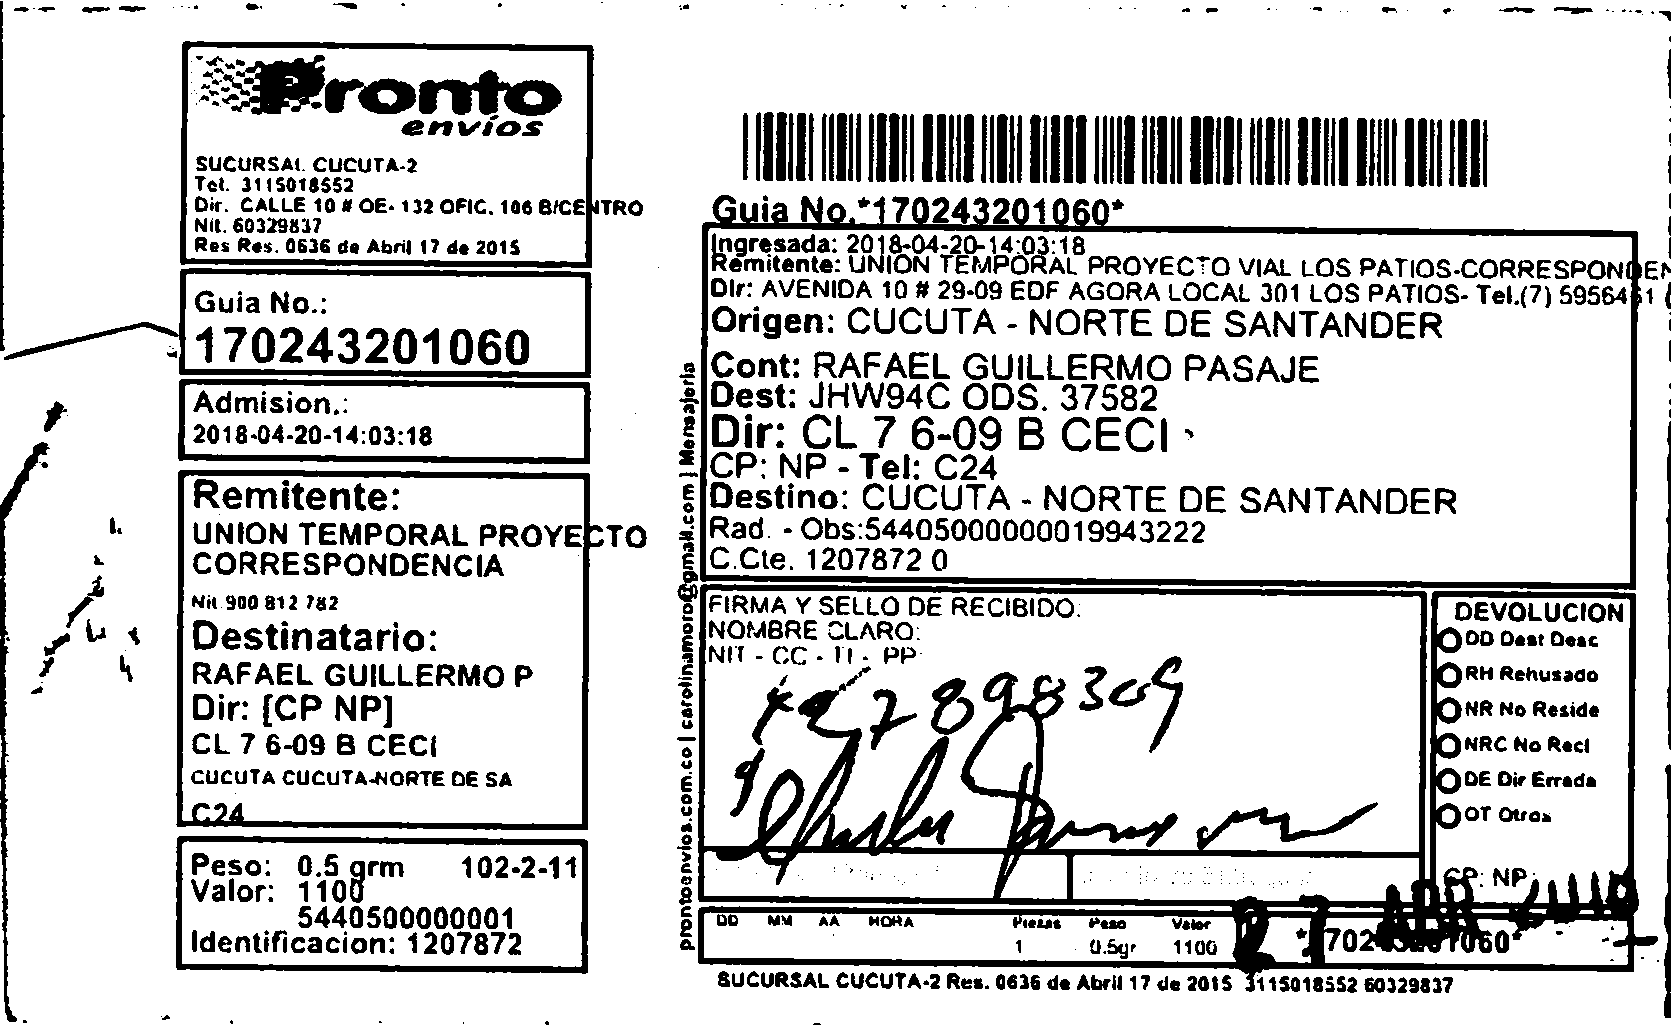 Pronto
envíos
SUCURSAL CUCUTA-2
Tel. 3115018552
Dir. CALLE 10 # OE- 132 OFIC. 106 B/CENTRO
Nit. 60329837
Res Res. 0636 de Abril 17 de 2015
Guia No.:
170243201060
Admision.:
2018-04-20-14:03:18
Remitente:
UNION TEMPORAL PROYECTO
CORRESPONDENCIA
Nit 900 812 782
Destinatario:
RAFAEL GUILLERMO P
Dir: [CP NP]
CL 7 6-09 B CECI
CUCUTA CUCUTA-NORTE DE SA
C24
Peso: 0.5 grm 102-2-11
Valor: 1100
5440500000001
Identificacion: 1207872
prontoenvios.com.co | carolinamoro@gmail.com | Mensajeria
Guia No.*170243201060*
Ingresada: 2018-04-20-14:03:18
Remitente: UNION TEMPORAL PROYECTO VIAL LOS PATIOS-CORRESPONDEN
Dir: AVENIDA 10 # 29-09 EDF AGORA LOCAL 301 LOS PATIOS- Tel.(7) 5956451
Origen: CUCUTA - NORTE DE SANTANDER
Cont: RAFAEL GUILLERMO PASAJE
Dest: JHW94C ODS. 37582
Dir: CL 7 6-09 B CECI
CP: NP - Tel: C24
Destino: CUCUTA - NORTE DE SANTANDER
Rad. - Obs:54405000000019943222
C.Cte. 1207872 0
FIRMA Y SELLO DE RECIBIDO:
NOMBRE CLARO:
NIT - CC - TI - PP:
DEVOLUCION
DD Dest Desc
RH Rehusado
NR No Reside
NRC No Recl
DE Dir Errada
OT Otros
CP: NP:
DD MM AA HORA Piezas Peso Valor
1 0.5gr 1100
27 ABR 2018
*170243201060*
SUCURSAL CUCUTA-2 Res. 0636 de Abril 17 de 2015 3115018552 60329837